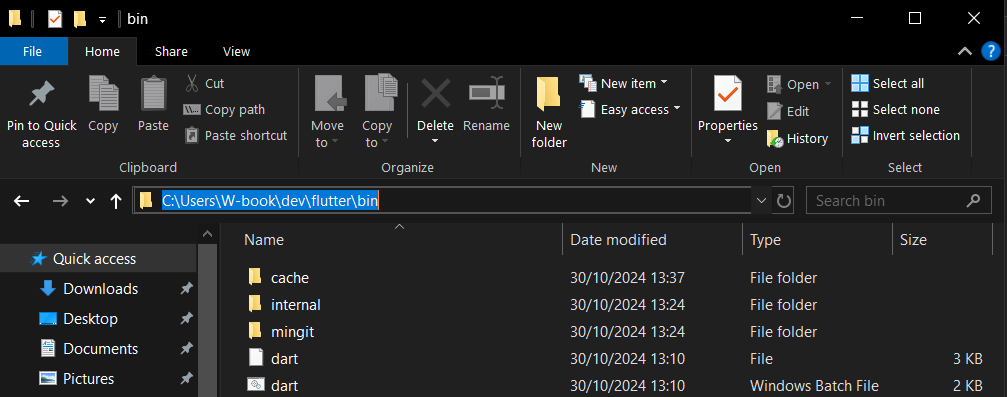 bin
File Home Share View
Pin to Quick access
Copy
Paste
Cut
Copy path
Paste shortcut
Clipboard
Move to
Copy to
Delete
Rename
Organize
New folder
New item
Easy access
New
Properties
Open
Edit
History
Open
Select all
Select none
Invert selection
Select
C:\Users\W-book\dev\flutter\bin
Search bin
Quick access
Downloads
Desktop
Documents
Pictures
Name Date modified Type Size
cache 30/10/2024 13:37 File folder
internal 30/10/2024 13:24 File folder
mingit 30/10/2024 13:24 File folder
dart 30/10/2024 13:10 File 3 KB
dart 30/10/2024 13:10 Windows Batch File 2 KB